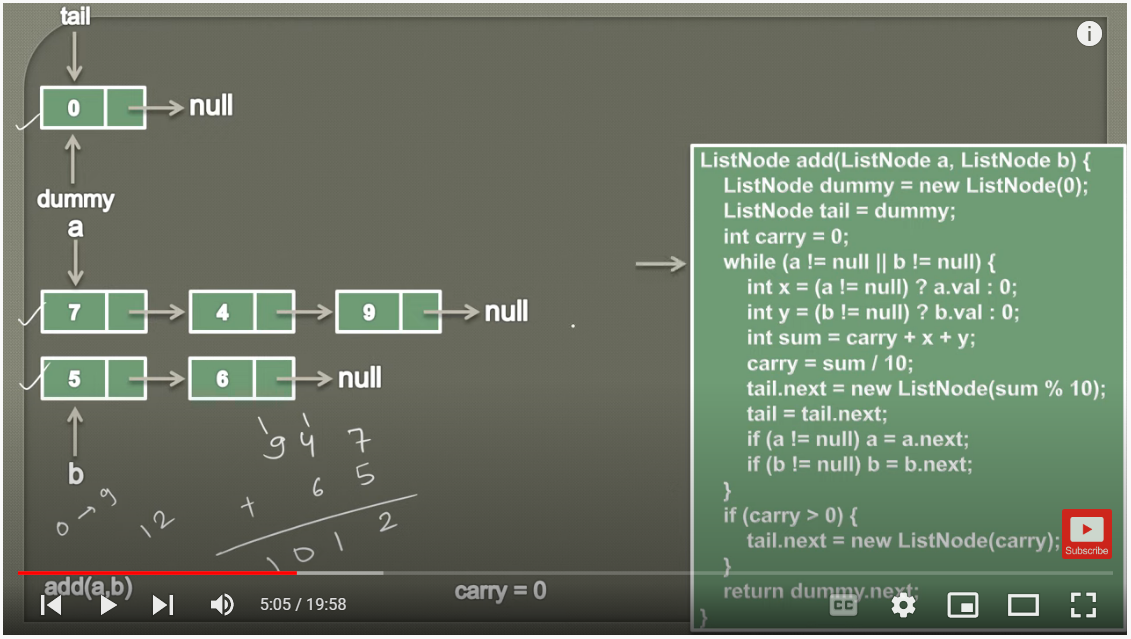 tail
0 null
dummy
a
7 4 9 null
5 6 null
b
1 1
9 4 7
+ 6 5
1 0 1 2
0 → 9
12
add(a,b)
carry = 0
ListNode add(ListNode a, ListNode b) {
ListNode dummy = new ListNode(0);
ListNode tail = dummy;
int carry = 0;
while (a != null || b != null) {
int x = (a != null) ? a.val : 0;
int y = (b != null) ? b.val : 0;
int sum = carry + x + y;
carry = sum / 10;
tail.next = new ListNode(sum % 10);
tail = tail.next;
if (a != null) a = a.next;
if (b != null) b = b.next;
}
if (carry > 0) {
tail.next = new ListNode(carry);
}
return dummy.next;
}
i
Subscribe
5:05 / 19:58
CC